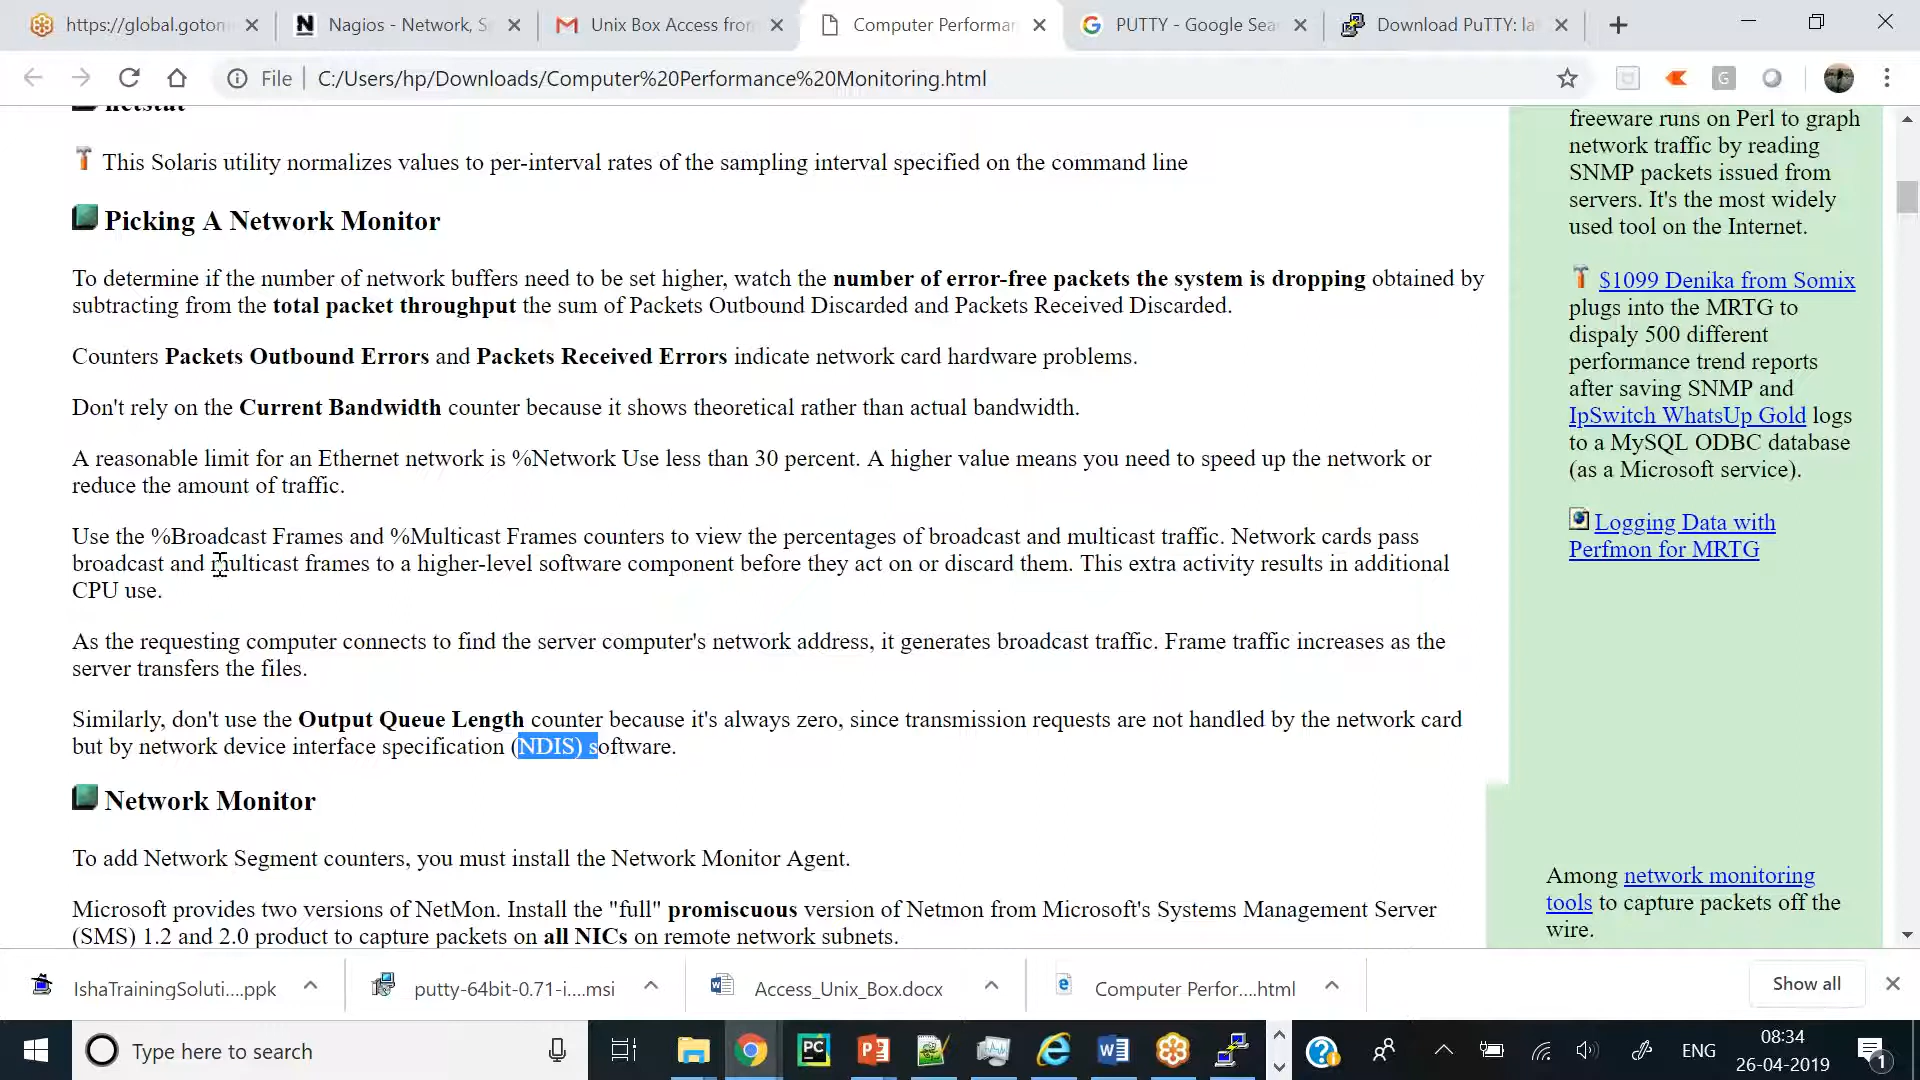 https://global.gotom
Nagios - Network, S
Unix Box Access from
Computer Performan
PUTTY - Google Sea
Download PuTTY: la
File
C:/Users/hp/Downloads/Computer%20Performance%20Monitoring.html
netstat
This Solaris utility normalizes values to per-interval rates of the sampling interval specified on the command line
Picking A Network Monitor
To determine if the number of network buffers need to be set higher, watch the number of error-free packets the system is dropping obtained by
subtracting from the total packet throughput the sum of Packets Outbound Discarded and Packets Received Discarded.
Counters Packets Outbound Errors and Packets Received Errors indicate network card hardware problems.
Don't rely on the Current Bandwidth counter because it shows theoretical rather than actual bandwidth.
A reasonable limit for an Ethernet network is %Network Use less than 30 percent. A higher value means you need to speed up the network or
reduce the amount of traffic.
Use the %Broadcast Frames and %Multicast Frames counters to view the percentages of broadcast and multicast traffic. Network cards pass
broadcast and multicast frames to a higher-level software component before they act on or discard them. This extra activity results in additional
CPU use.
As the requesting computer connects to find the server computer's network address, it generates broadcast traffic. Frame traffic increases as the
server transfers the files.
Similarly, don't use the Output Queue Length counter because it's always zero, since transmission requests are not handled by the network card
but by network device interface specification (NDIS) software.
Network Monitor
To add Network Segment counters, you must install the Network Monitor Agent.
Microsoft provides two versions of NetMon. Install the "full" promiscuous version of Netmon from Microsoft's Systems Management Server
(SMS) 1.2 and 2.0 product to capture packets on all NICs on remote network subnets.
freeware runs on Perl to graph
network traffic by reading
SNMP packets issued from
servers. It's the most widely
used tool on the Internet.
$1099 Denika from Somix
plugs into the MRTG to
dispaly 500 different
performance trend reports
after saving SNMP and
IpSwitch WhatsUp Gold logs
to a MySQL ODBC database
(as a Microsoft service).
Logging Data with
Perfmon for MRTG
Among network monitoring
tools to capture packets off the
wire.
IshaTrainingSoluti....ppk
putty-64bit-0.71-i....msi
Access_Unix_Box.docx
Computer Perfor....html
Show all
Type here to search
ENG
08:34
26-04-2019
1